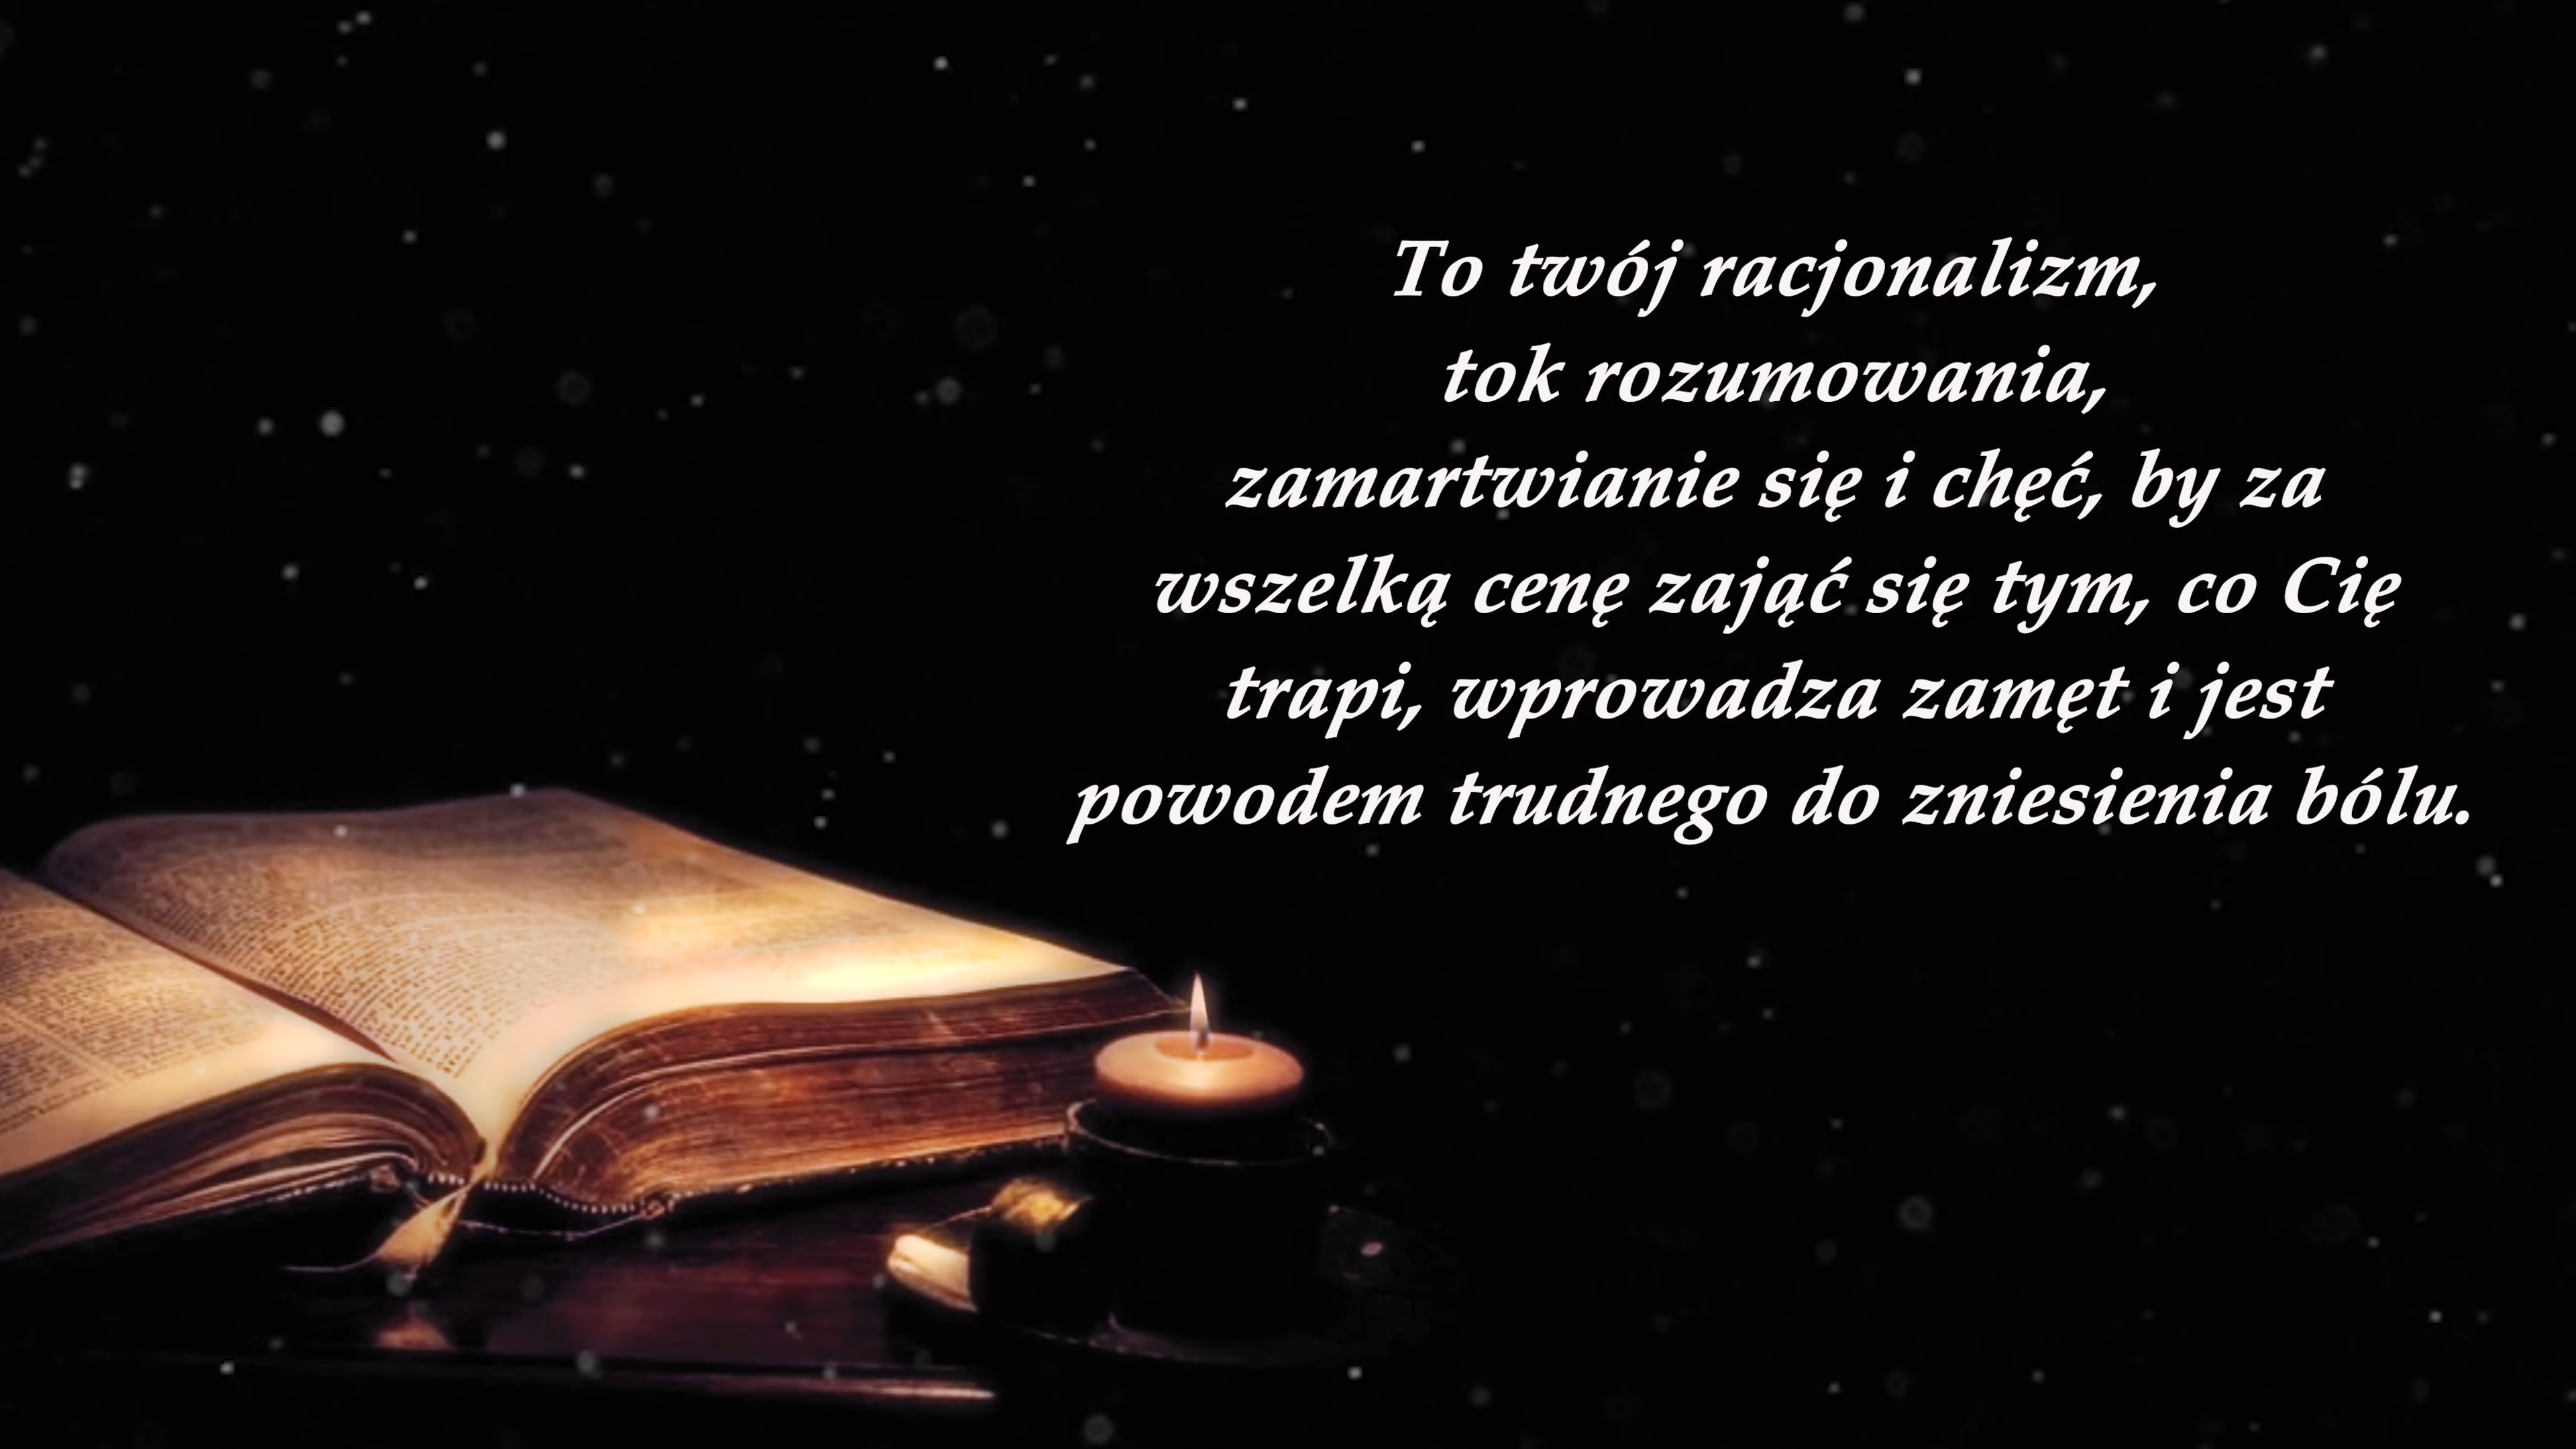 To twój racjonalizm,
tok rozumowania,
zamartwianie się i chęć, by za
wszelką cenę zająć się tym, co Cię
trapi, wprowadza zamęt i jest
powodem trudnego do zniesienia bólu.